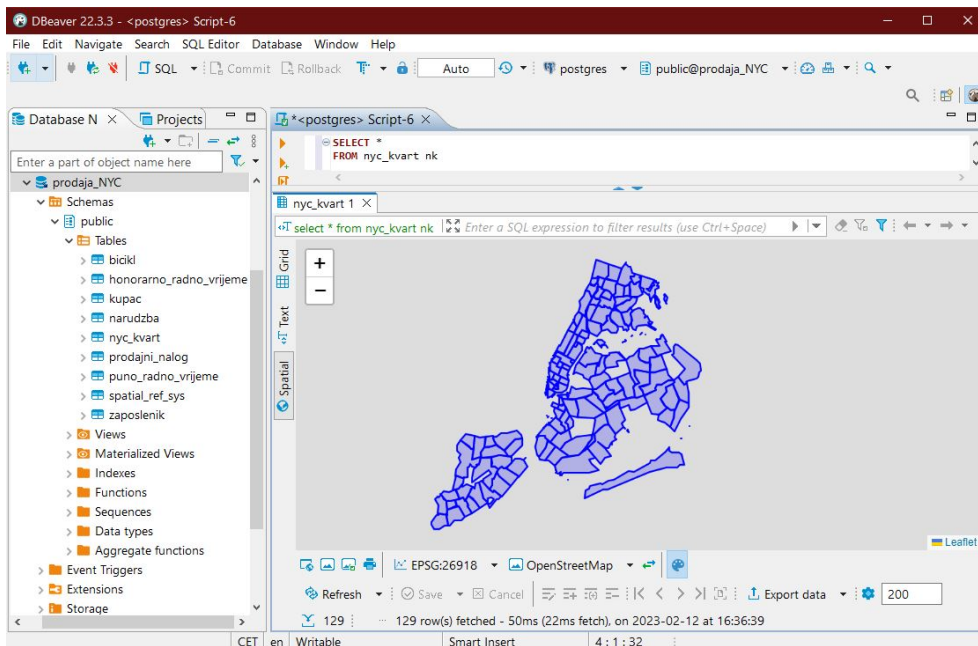 DBeaver 22.3.3 - <postgres> Script-6
File Edit Navigate Search SQL Editor Database Window Help
SQL Commit Rollback Auto postgres public@prodaja_NYC
Database N Projects
Enter a part of object name here
prodaja_NYC
Schemas
public
Tables
bicikl
honorarno_radno_vrijeme
kupac
narudzba
nyc_kvart
prodajni_nalog
puno_radno_vrijeme
spatial_ref_sys
zaposlenik
Views
Materialized Views
Indexes
Functions
Sequences
Data types
Aggregate functions
Event Triggers
Extensions
Storage
*<postgres> Script-6
SELECT *
FROM nyc_kvart nk
nyc_kvart 1
select * from nyc_kvart nk Enter a SQL expression to filter results (use Ctrl+Space)
Grid
Text
Spatial
+
−
Leaflet
EPSG:26918 OpenStreetMap
Refresh Save Cancel Export data 200
129 129 row(s) fetched - 50ms (22ms fetch), on 2023-02-12 at 16:36:39
CET en Writable Smart Insert 4 : 1 : 32